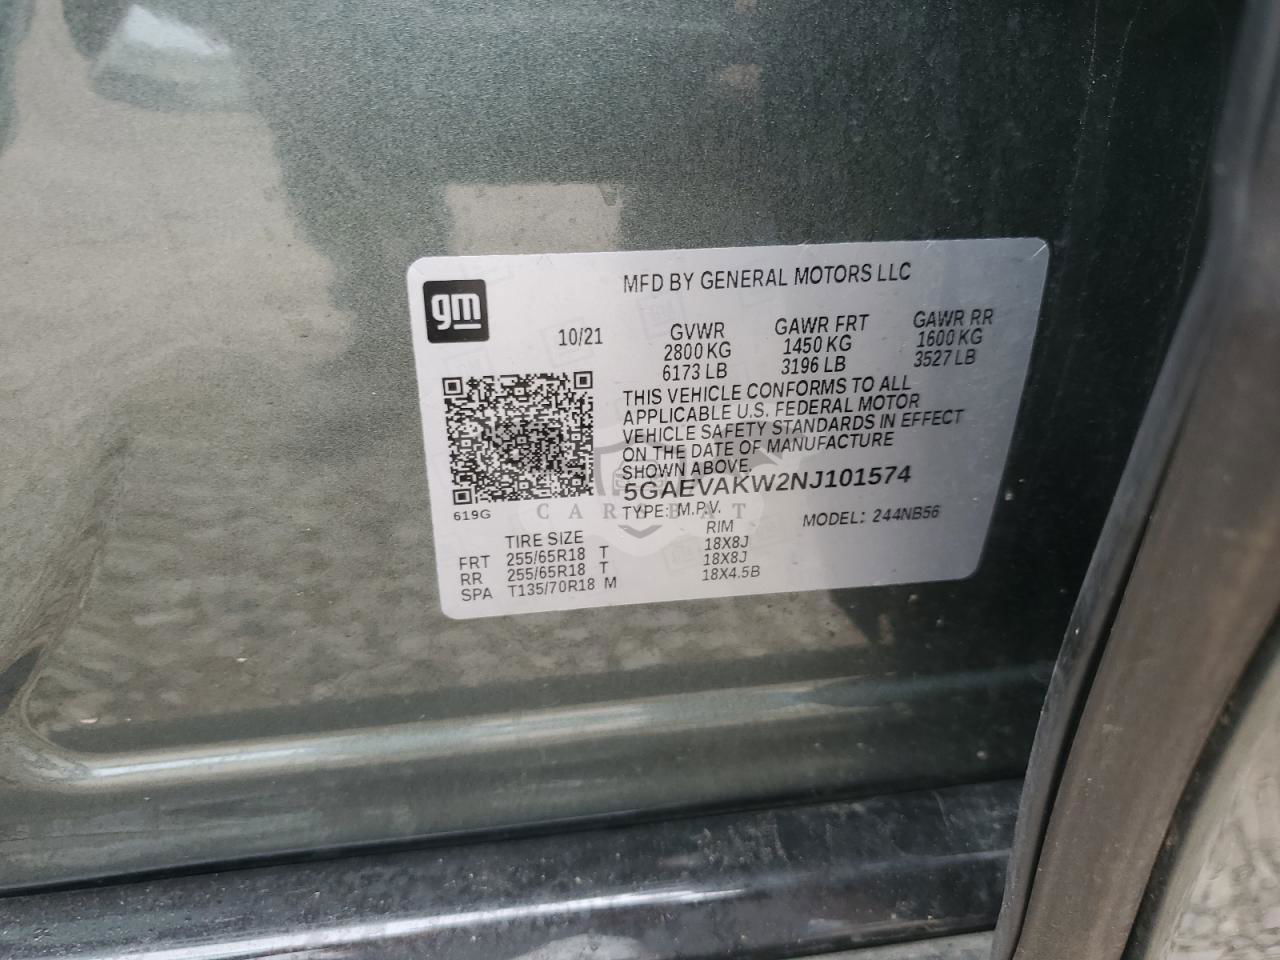 gm
MFD BY GENERAL MOTORS LLC
10/21
GVWR
2800 KG
6173 LB
GAWR FRT
1450 KG
3196 LB
GAWR RR
1600 KG
3527 LB
THIS VEHICLE CONFORMS TO ALL
APPLICABLE U.S. FEDERAL MOTOR
VEHICLE SAFETY STANDARDS IN EFFECT
ON THE DATE OF MANUFACTURE
SHOWN ABOVE.
5GAEVAKW2NJ101574
619G
TYPE: M.P.V.
MODEL: 244NB56
TIRE SIZE RIM
FRT 255/65R18 T 18X8J
RR 255/65R18 T 18X8J
SPA T135/70R18 M 18X4.5B